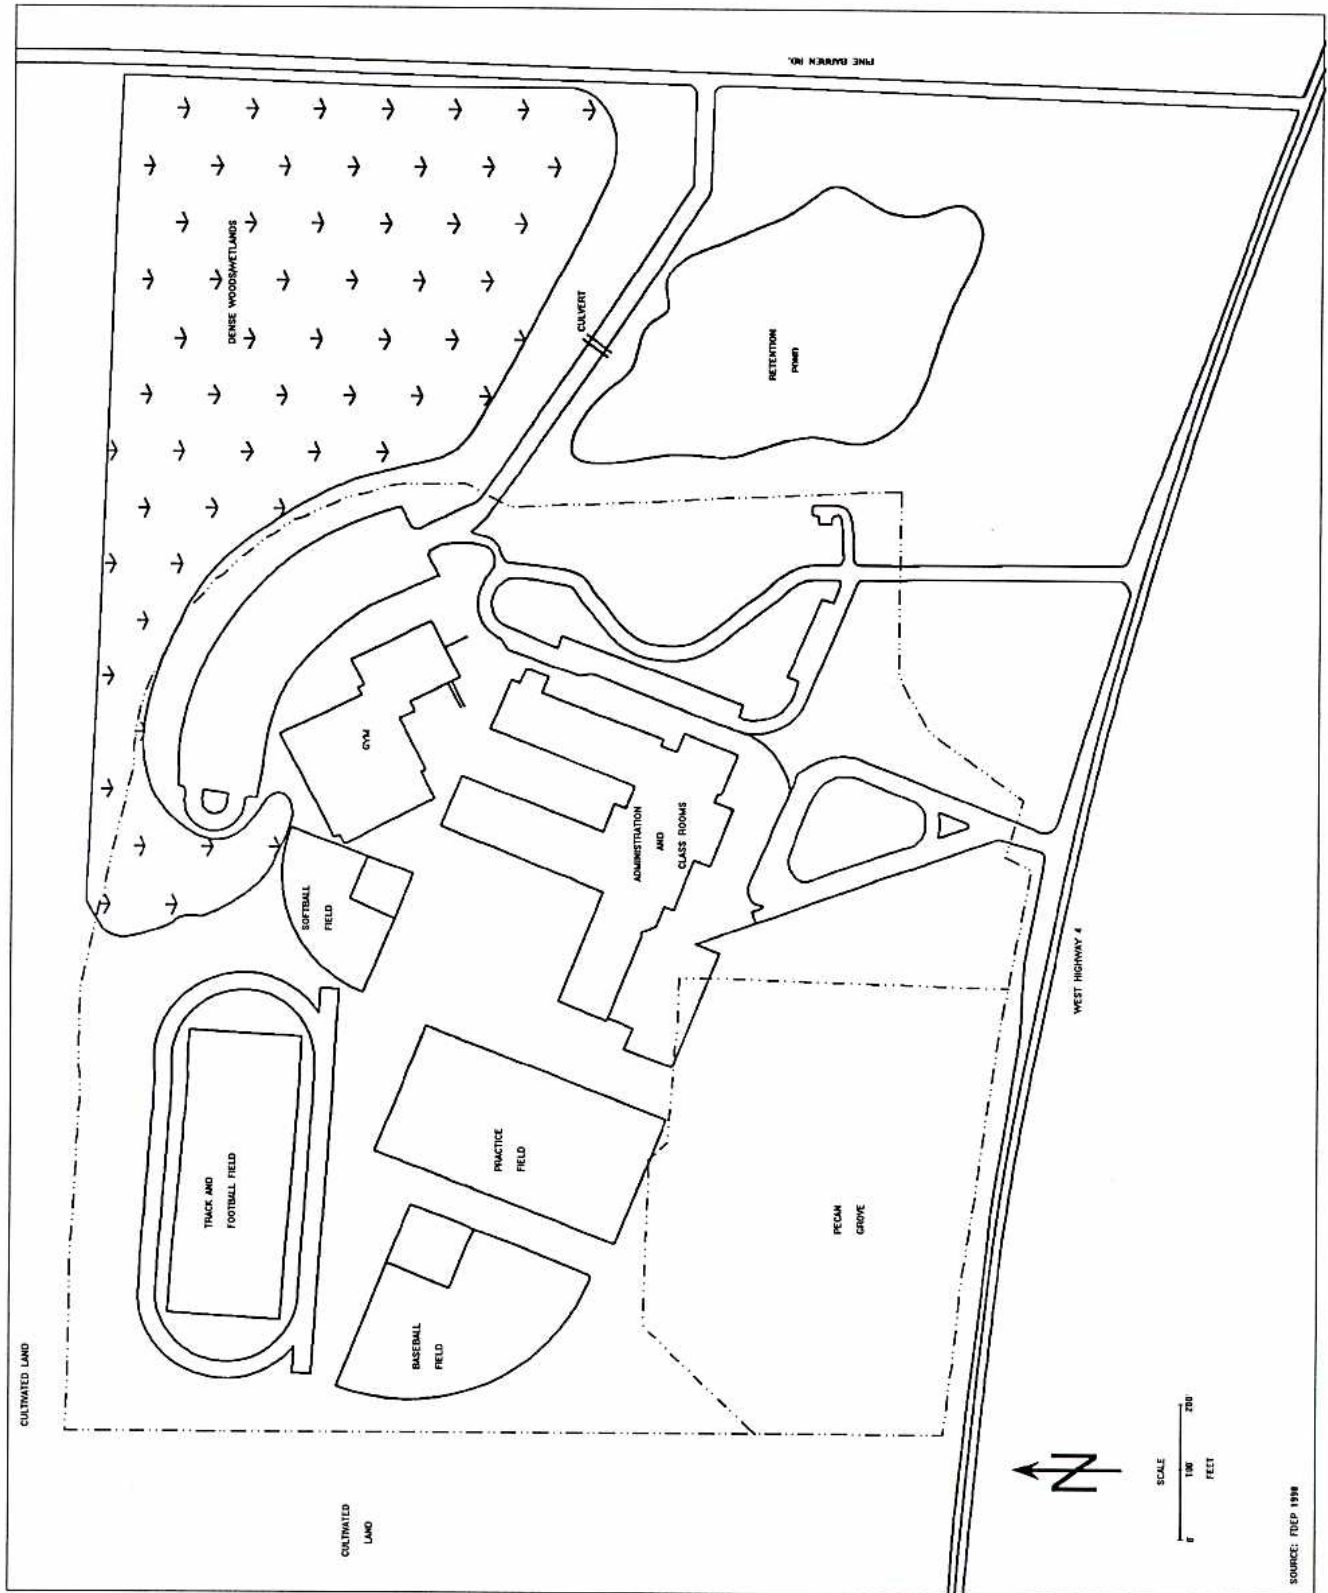 PINE BARREN RD.
DENSE WOODS/WETLANDS
CULVERT
RETENTION
POND
GYM
ADMINISTRATION
AND
CLASS ROOMS
SOFTBALL
FIELD
WEST HIGHWAY 4
TRACK AND
FOOTBALL FIELD
PRACTICE
FIELD
PECAN
GROVE
BASEBALL
FIELD
CULTIVATED LAND
CULTIVATED
LAND
N
SCALE
0' 100' 200'
FEET
SOURCE: FDEP 1998